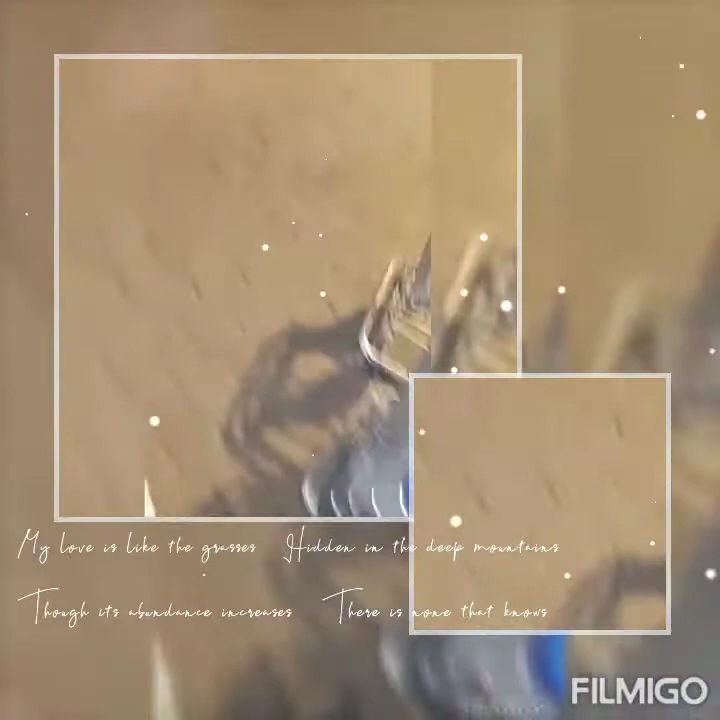 My love is like the grasses Hidden in the deep mountains
Though its abundance increases There is none that knows
FILMIGO